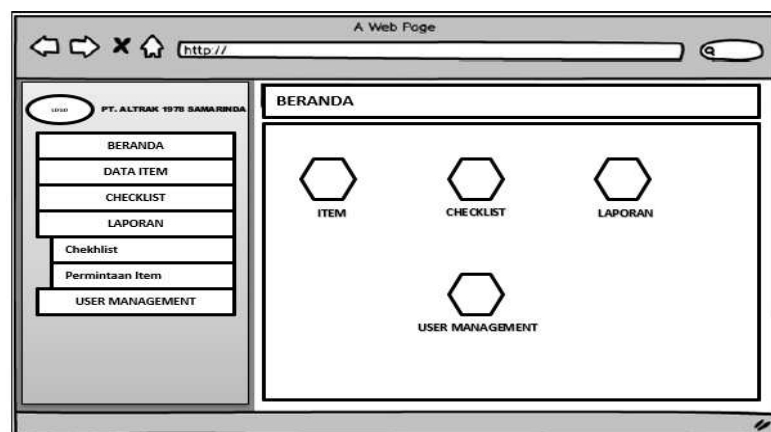 A Web Page
http://
LOGO
PT. ALTRAK 1978 SAMARINDA
BERANDA
DATA ITEM
CHECKLIST
LAPORAN
Chekhlist
Permintaan Item
USER MANAGEMENT
BERANDA
ITEM
CHECKLIST
LAPORAN
USER MANAGEMENT